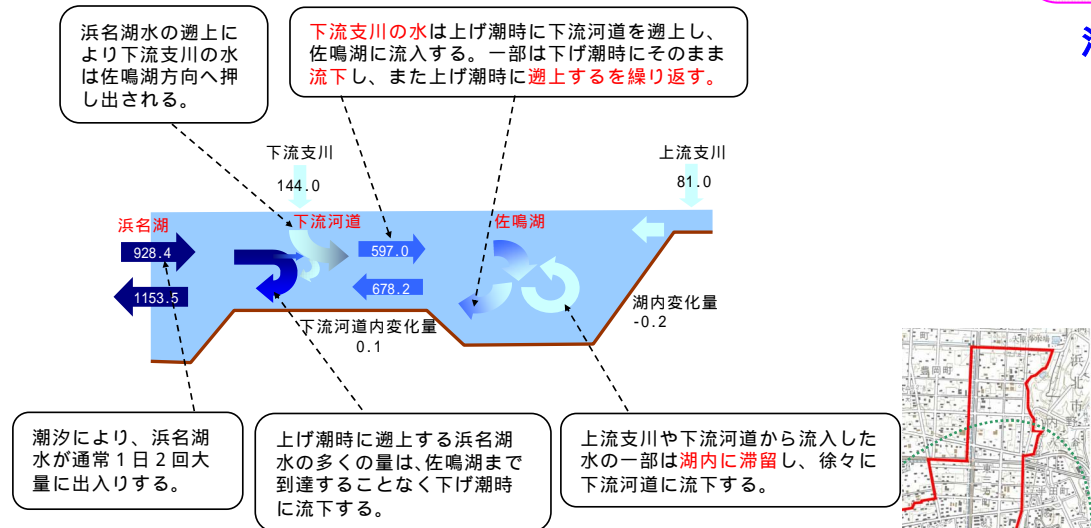 浜名湖水の遡上に
より下流支川の水
は佐鳴湖方向へ押
し出される。
下流支川の水は上げ潮時に下流河道を遡上し、
佐鳴湖に流入する。一部は下げ潮時にそのまま
流下し、また上げ潮時に遡上するを繰り返す。
下流支川
144.0
上流支川
81.0
浜名湖
下流河道
佐鳴湖
928.4
597.0
1153.5
678.2
下流河道内変化量
0.1
湖内変化量
-0.2
潮汐により、浜名湖
水が通常1日2回大
量に出入りする。
上げ潮時に遡上する浜名湖
水の多くの量は、佐鳴湖まで
到達することなく下げ潮時
に流下する。
上流支川や下流河道から流入した
水の一部は湖内に滞留し、徐々に
下流河道に流下する。
豊岡町
浜北市